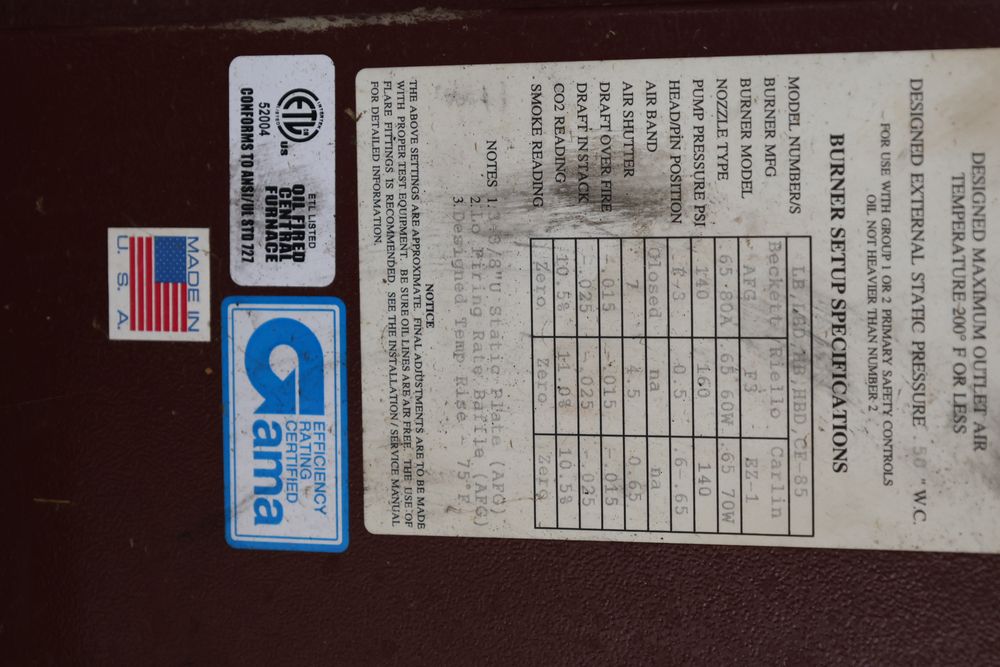 DESIGNED MAXIMUM OUTLET AIR
TEMPERATURE 200° F OR LESS
DESIGNED EXTERNAL STATIC PRESSURE .50 "W.C.
- FOR USE WITH GROUP 1 OR 2 PRIMARY SAFETY CONTROLS
OIL NOT HEAVIER THAN NUMBER 2
BURNER SETUP SPECIFICATIONS
MODEL NUMBER/S LB,LBD,HB,HBD,CF-85
BURNER MFG Beckett Riello Carlin
BURNER MODEL AFG F3 EZ-1
NOZZLE TYPE .65 80A .65 60W .65 70W
PUMP PRESSURE PSI 140 160 140
HEAD/PIN POSITION 0.5 .6-.65
AIR BAND Closed na na
AIR SHUTTER 7 4.5 0.65
DRAFT OVER FIRE -.015 -.015 -.015
DRAFT IN STACK -.025 -.025 -.025
CO2 READING 10.5% 11.0% 10.5%
SMOKE READING Zero Zero Zero
NOTES 1. 3-3/8"U Static Plate (AFG)
2. Lo Firing Rate Baffle (AFG)
3. Designed Temp Rise - 75°F
NOTICE
THE ABOVE SETTINGS ARE APPROXIMATE. FINAL ADJUSTMENTS ARE TO BE MADE
WITH PROPER TEST EQUIPMENT. BE SURE OIL LINES ARE AIR FREE. THE USE OF
FLARE FITTINGS IS RECOMMENDED. SEE THE INSTALLATION / SERVICE MANUAL
FOR DETAILED INFORMATION.
ETL
US
LISTED
52004
CONFORMS TO ANSI/UL STD 727
ETL LISTED
OIL FIRED
CENTRAL
FURNACE
Gama
EFFICIENCY
RATING
CERTIFIED
MADE IN
U. S. A.